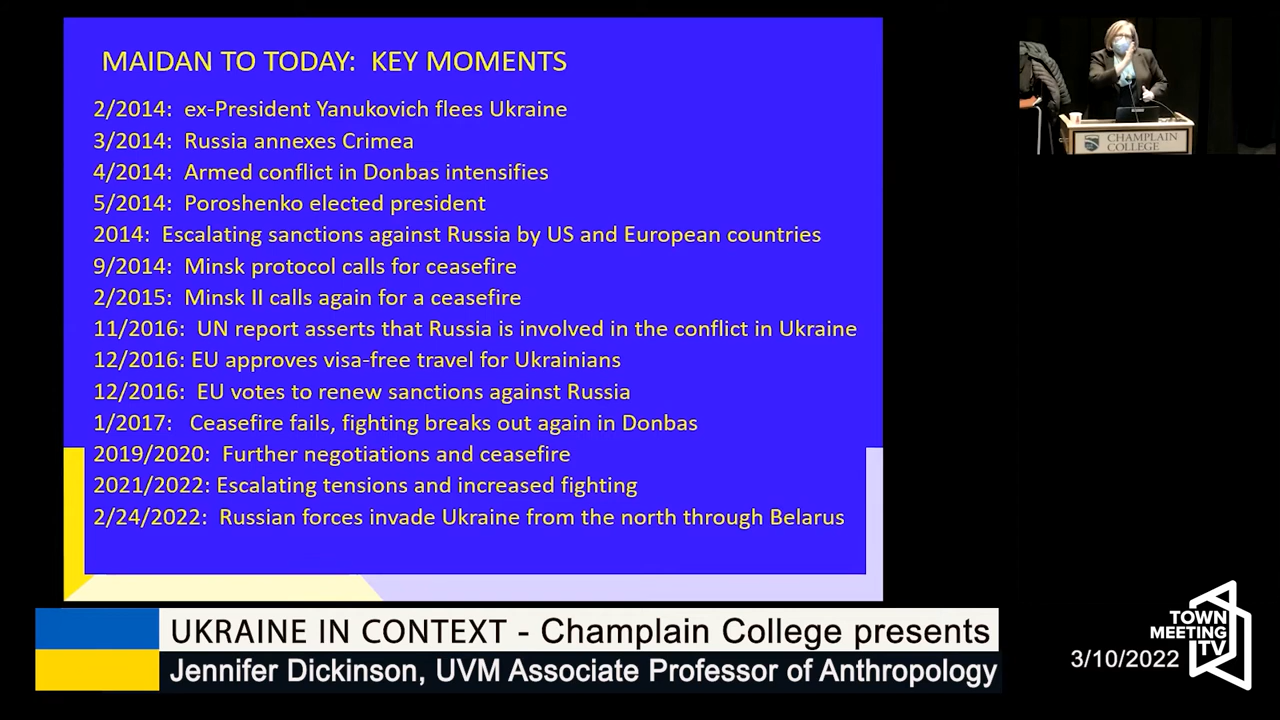 MAIDAN TO TODAY: KEY MOMENTS
2/2014: ex-President Yanukovich flees Ukraine
3/2014: Russia annexes Crimea
4/2014: Armed conflict in Donbas intensifies
5/2014: Poroshenko elected president
2014: Escalating sanctions against Russia by US and European countries
9/2014: Minsk protocol calls for ceasefire
2/2015: Minsk II calls again for a ceasefire
11/2016: UN report asserts that Russia is involved in the conflict in Ukraine
12/2016: EU approves visa-free travel for Ukrainians
12/2016: EU votes to renew sanctions against Russia
1/2017: Ceasefire fails, fighting breaks out again in Donbas
2019/2020: Further negotiations and ceasefire
2021/2022: Escalating tensions and increased fighting
2/24/2022: Russian forces invade Ukraine from the north through Belarus
CHAMPLAIN
COLLEGE
UKRAINE IN CONTEXT - Champlain College presents
Jennifer Dickinson, UVM Associate Professor of Anthropology
3/10/2022
TOWN
MEETING
TV